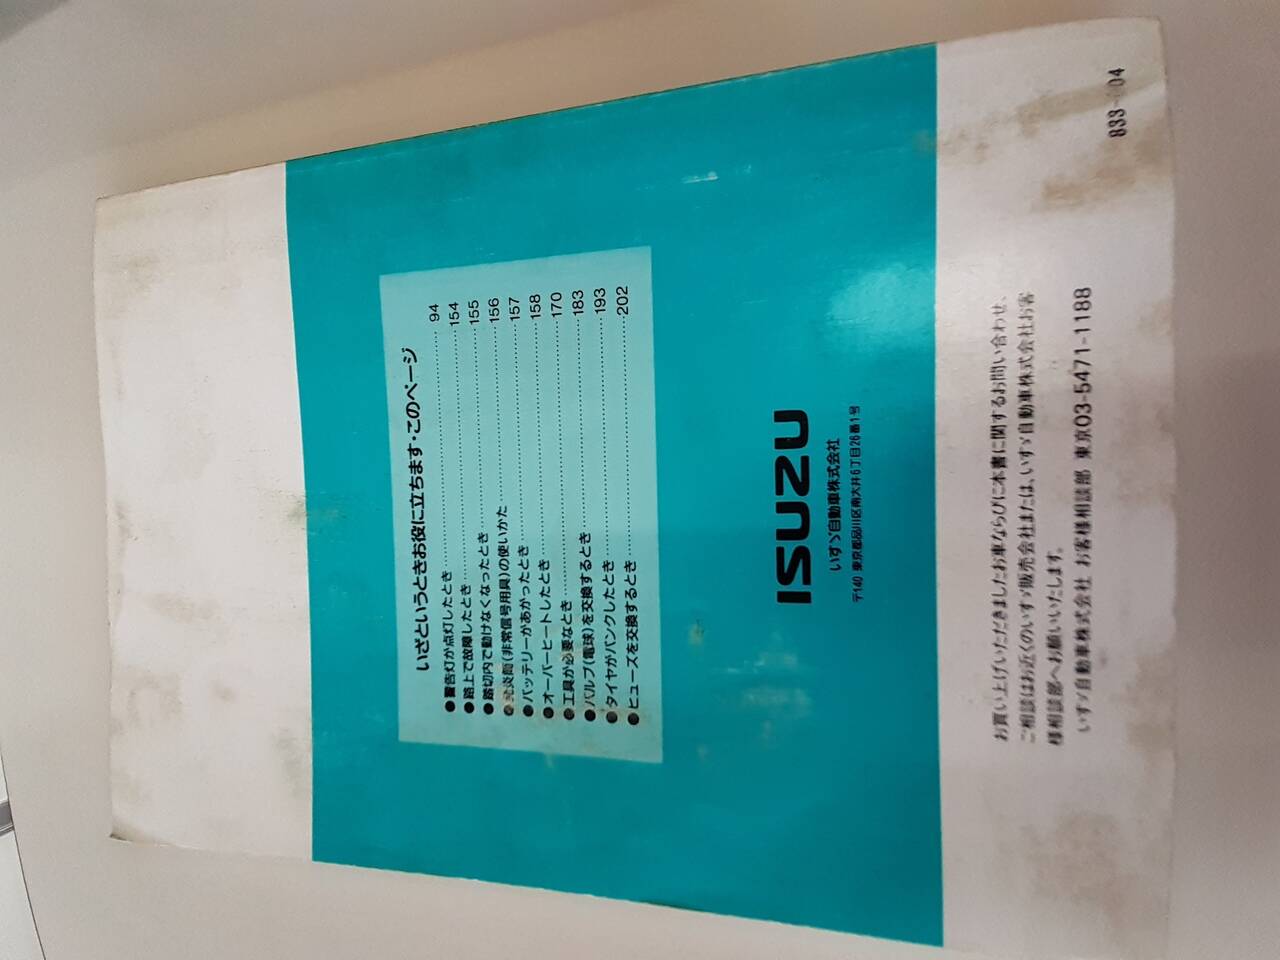 いざというときお役に立ちます・このページ
●警告灯が点灯したとき……94
●路上で故障したとき……154
●踏切内で動けなくなったとき……155
●発炎筒(非常信号用具)の使いかた……156
●バッテリーがあがったとき……157
●オーバーヒートしたとき……158
●工具が必要なとき……170
●バルブ(電球)を交換するとき……183
●タイヤがパンクしたとき……193
●ヒューズを交換するとき……202
ISUZU
いすゞ自動車株式会社
〒140 東京都品川区南大井6丁目26番1号
お買い上げいただきましたお車ならびに本書に関するお問い合わせ、
ご相談はお近くのいすゞ販売会社または、いすゞ自動車株式会社お客
様相談部へお願いいたします。
いすゞ自動車株式会社 お客様相談部 東京03-5471-1188